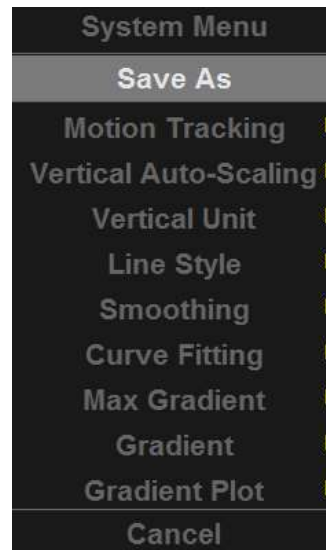 System Menu
Save As
Motion Tracking
Vertical Auto-Scaling
Vertical Unit
Line Style
Smoothing
Curve Fitting
Max Gradient
Gradient
Gradient Plot
Cancel